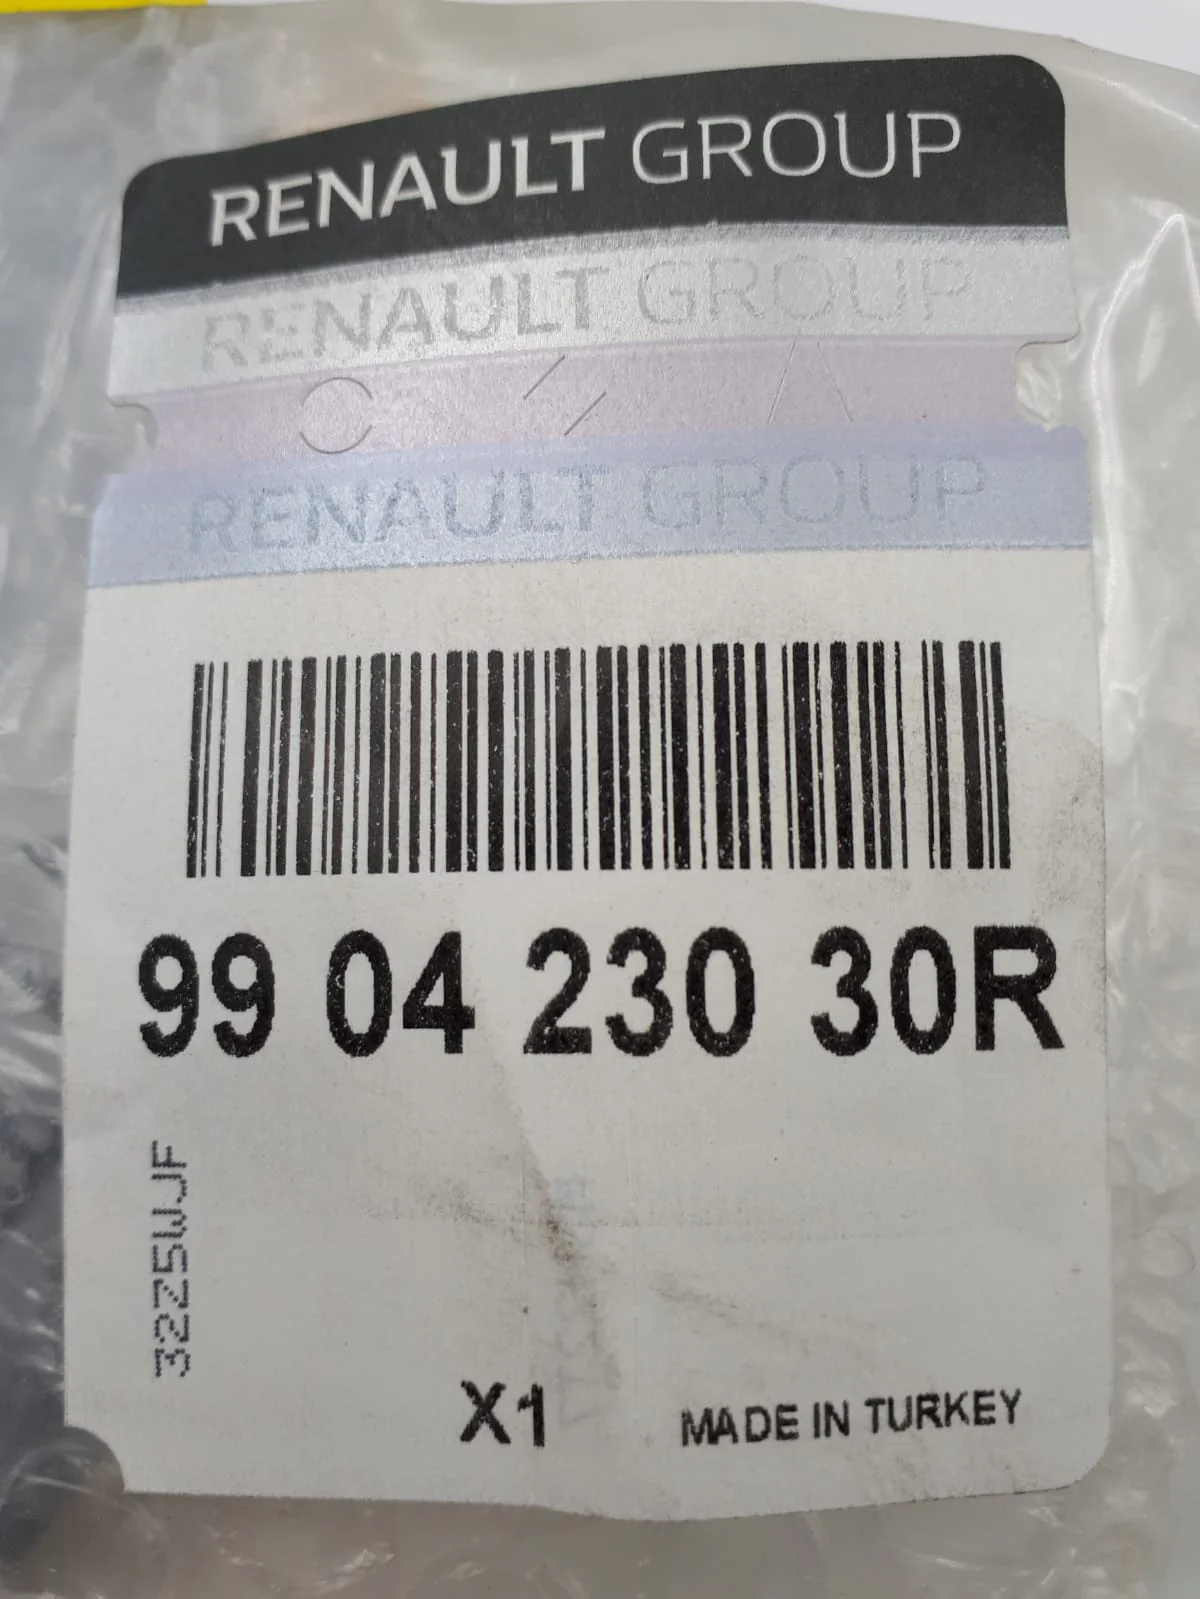 RENAULT GROUP
RENAULT GROUP
RENAULT GROUP
99 04 230 30R
3225WJF
X1
MADE IN TURKEY